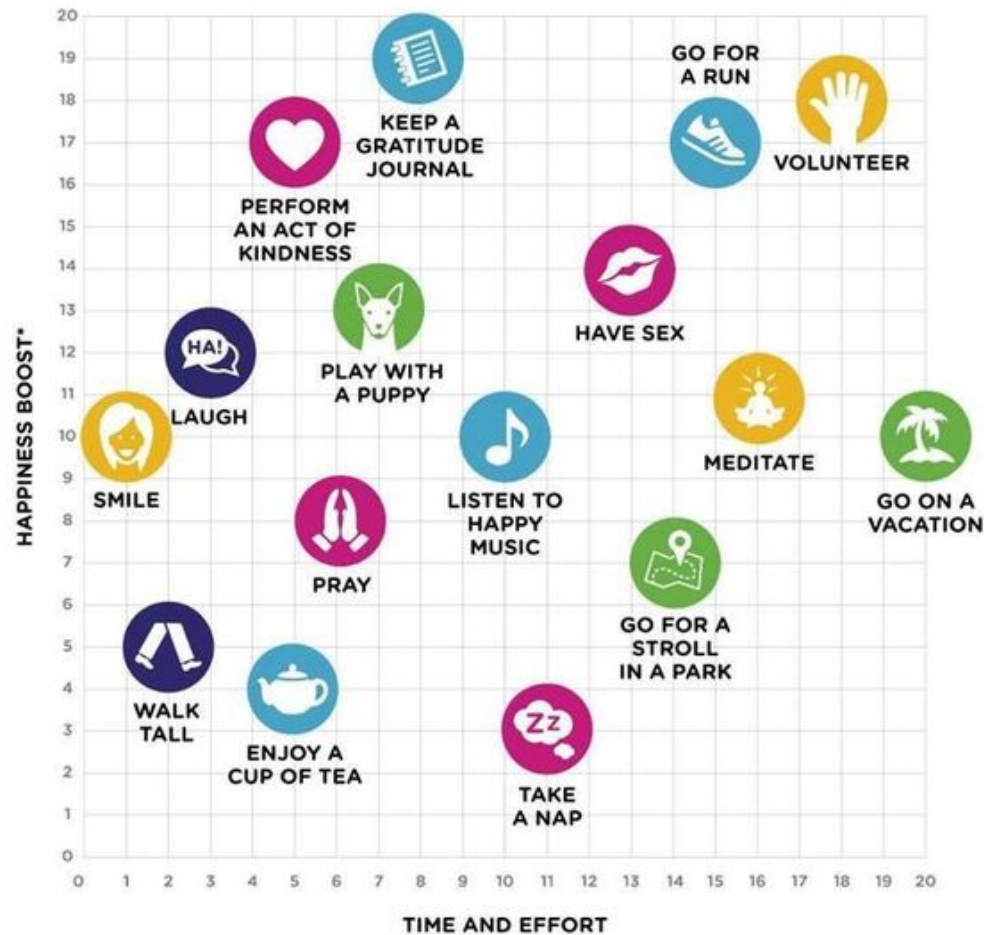 20
19
18
17
16
15
14
13
12
11
10
9
8
7
6
5
4
3
2
1
0
HAPPINESS BOOST*
GO FOR
A RUN
KEEP A
GRATITUDE
JOURNAL
VOLUNTEER
PERFORM
AN ACT OF
KINDNESS
HAVE SEX
HA!
LAUGH
PLAY WITH
A PUPPY
SMILE
LISTEN TO
HAPPY
MUSIC
MEDITATE
GO ON A
VACATION
PRAY
GO FOR A
STROLL
IN A PARK
WALK
TALL
ENJOY A
CUP OF TEA
Zz
TAKE
A NAP
0 1 2 3 4 5 6 7 8 9 10 11 12 13 14 15 16 17 18 19 20
TIME AND EFFORT